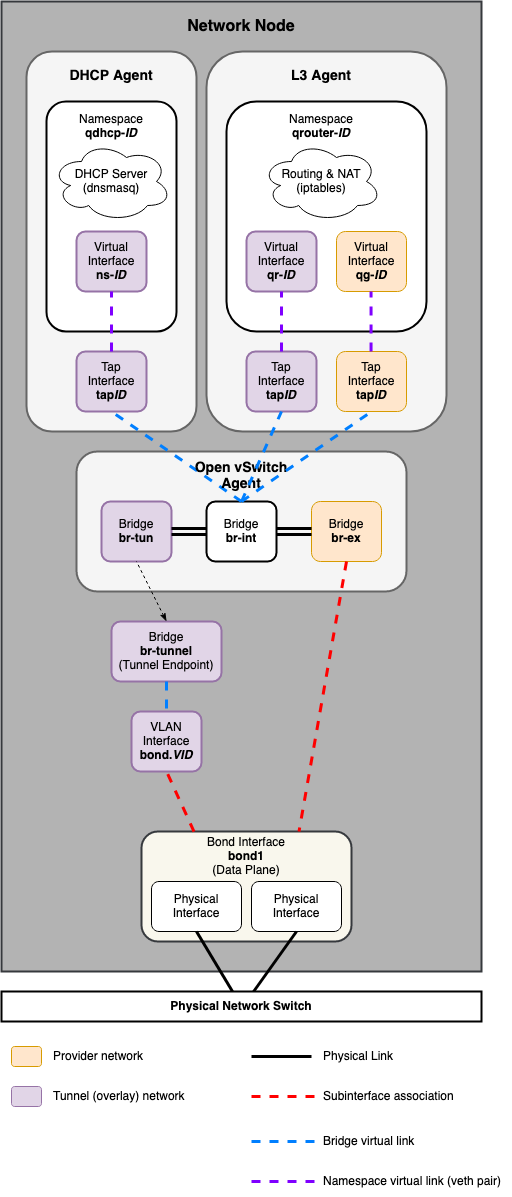 Network Node
DHCP Agent
L3 Agent
Namespace
qdhcp-ID
DHCP Server
(dnsmasq)
Virtual
Interface
ns-ID
Tap
Interface
tapID
Namespace
qrouter-ID
Routing & NAT
(iptables)
Virtual
Interface
qr-ID
Virtual
Interface
qg-ID
Tap
Interface
tapID
Tap
Interface
tapID
Open vSwitch
Agent
Bridge
br-tun
Bridge
br-int
Bridge
br-ex
Bridge
br-tunnel
(Tunnel Endpoint)
VLAN
Interface
bond.VID
Bond Interface
bond1
(Data Plane)
Physical
Interface
Physical
Interface
Physical Network Switch
Provider network
Tunnel (overlay) network
Physical Link
Subinterface association
Bridge virtual link
Namespace virtual link (veth pair)